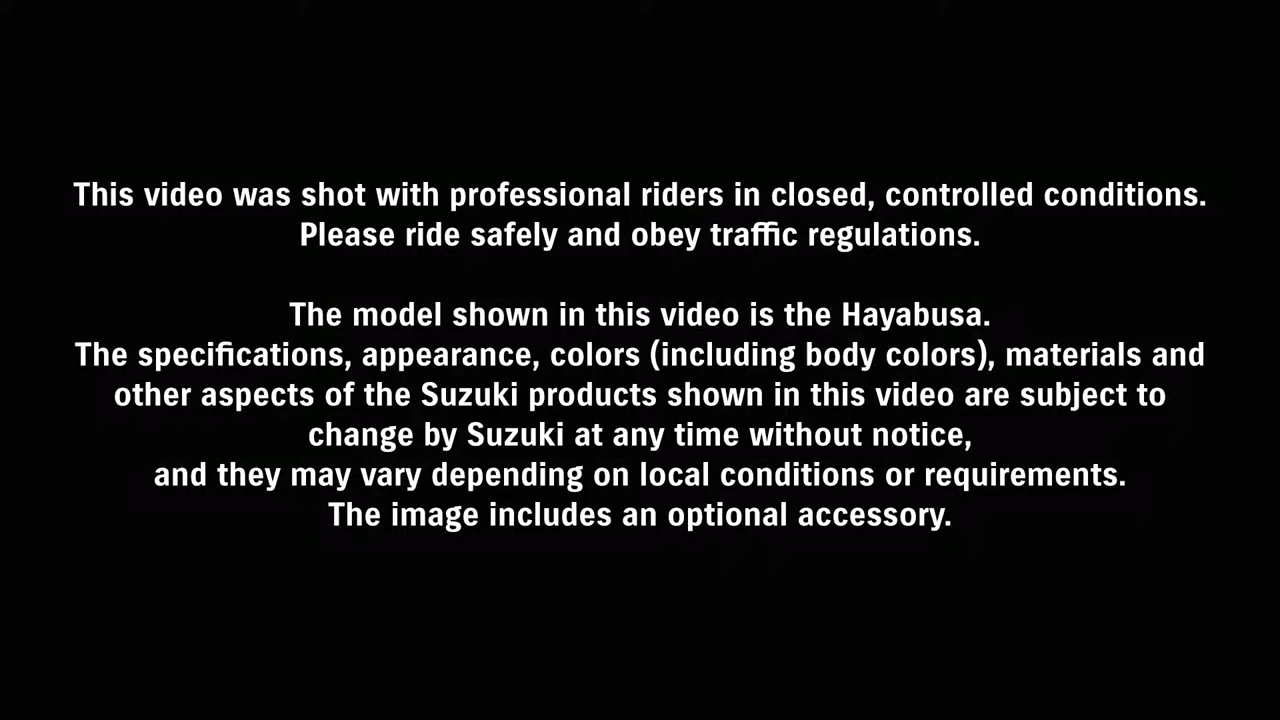 This video was shot with professional riders in closed, controlled conditions.
Please ride safely and obey traffic regulations.
The model shown in this video is the Hayabusa.
The specifications, appearance, colors (including body colors), materials and
other aspects of the Suzuki products shown in this video are subject to
change by Suzuki at any time without notice,
and they may vary depending on local conditions or requirements.
The image includes an optional accessory.